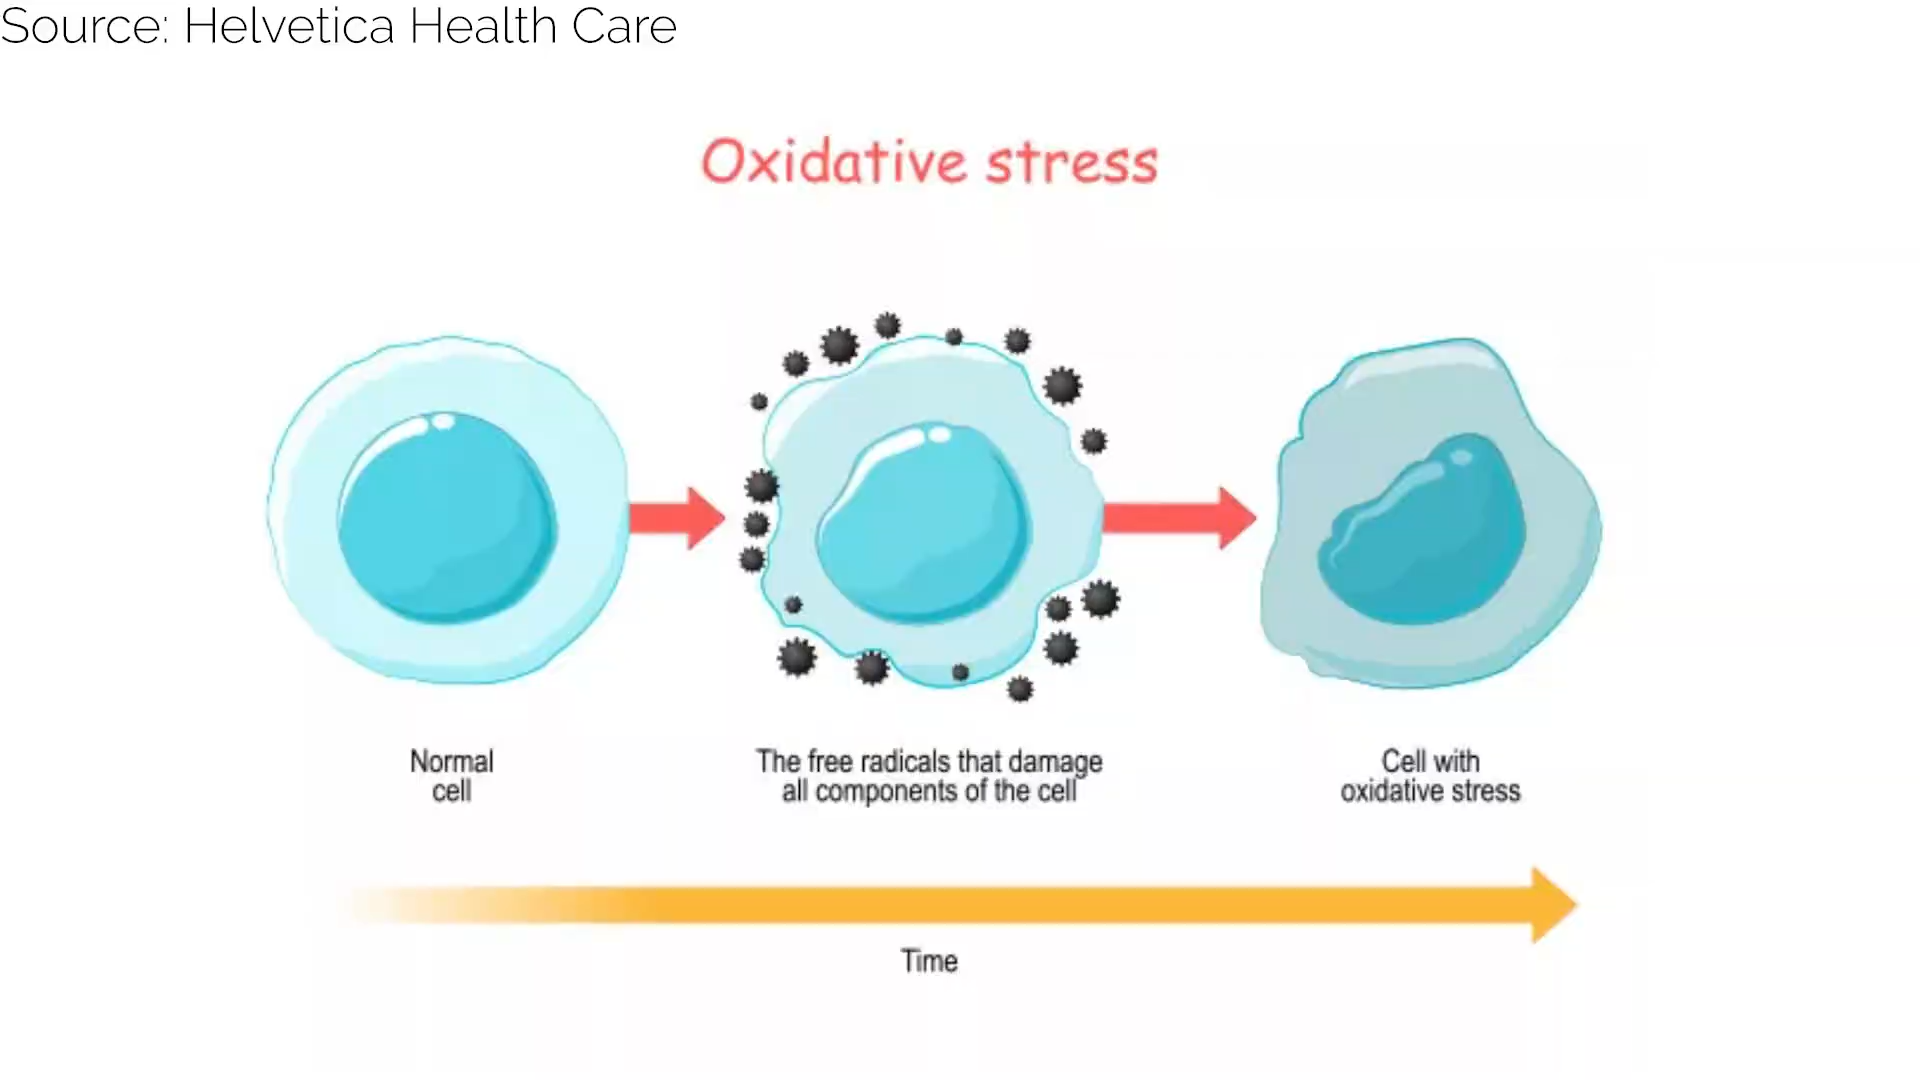 Source: Helvetica Health Care
Oxidative stress
Normal
cell
The free radicals that damage
all components of the cell
Cell with
oxidative stress
Time